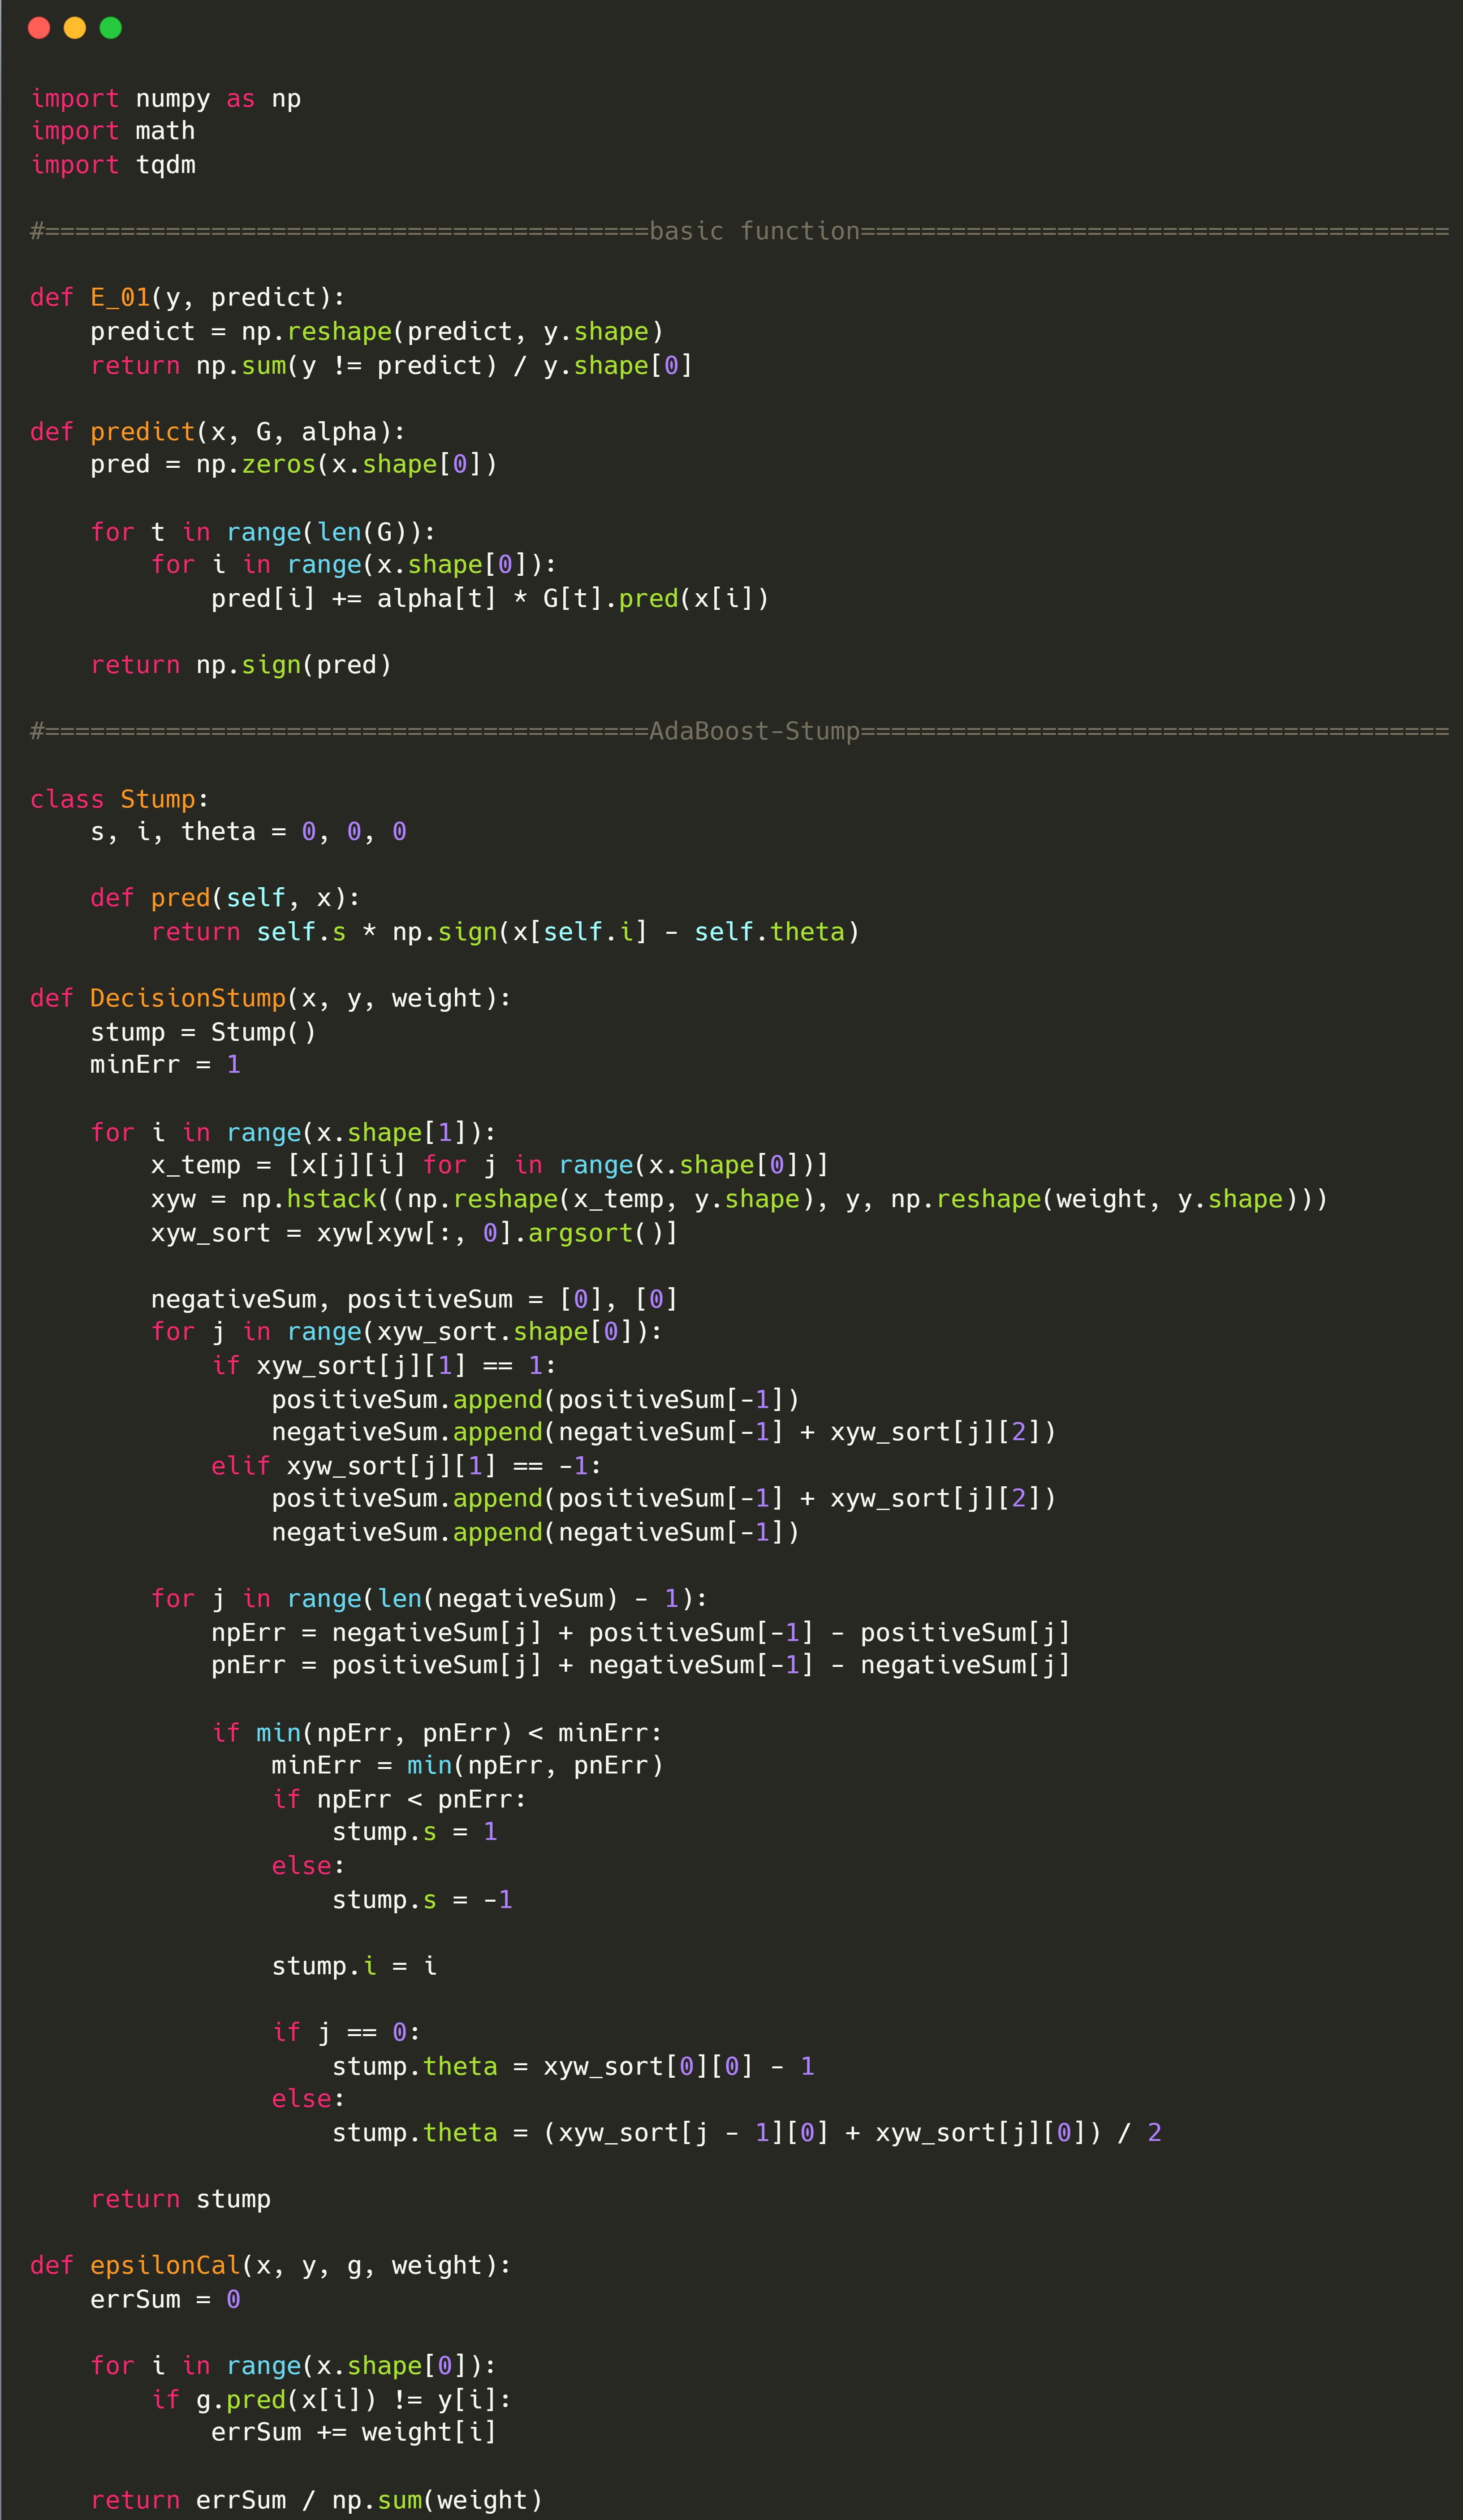 import numpy as np
import math
import tqdm
#========================================basic function=======================================
def E_01(y, predict):
    predict = np.reshape(predict, y.shape)
    return np.sum(y != predict) / y.shape[0]
def predict(x, G, alpha):
    pred = np.zeros(x.shape[0])
    for t in range(len(G)):
        for i in range(x.shape[0]):
            pred[i] += alpha[t] * G[t].pred(x[i])
    return np.sign(pred)
#========================================AdaBoost-Stump=======================================
class Stump:
    s, i, theta = 0, 0, 0
    def pred(self, x):
        return self.s * np.sign(x[self.i] - self.theta)
def DecisionStump(x, y, weight):
    stump = Stump()
    minErr = 1
    for i in range(x.shape[1]):
        x_temp = [x[j][i] for j in range(x.shape[0])]
        xyw = np.hstack((np.reshape(x_temp, y.shape), y, np.reshape(weight, y.shape)))
        xyw_sort = xyw[xyw[:, 0].argsort()]
        negativeSum, positiveSum = [0], [0]
        for j in range(xyw_sort.shape[0]):
            if xyw_sort[j][1] == 1:
                positiveSum.append(positiveSum[-1])
                negativeSum.append(negativeSum[-1] + xyw_sort[j][2])
            elif xyw_sort[j][1] == -1:
                positiveSum.append(positiveSum[-1] + xyw_sort[j][2])
                negativeSum.append(negativeSum[-1])
        for j in range(len(negativeSum) - 1):
            npErr = negativeSum[j] + positiveSum[-1] - positiveSum[j]
            pnErr = positiveSum[j] + negativeSum[-1] - negativeSum[j]
            if min(npErr, pnErr) < minErr:
                minErr = min(npErr, pnErr)
                if npErr < pnErr:
                    stump.s = 1
                else:
                    stump.s = -1
                stump.i = i
                if j == 0:
                    stump.theta = xyw_sort[0][0] - 1
                else:
                    stump.theta = (xyw_sort[j - 1][0] + xyw_sort[j][0]) / 2
    return stump
def epsilonCal(x, y, g, weight):
    errSum = 0
    for i in range(x.shape[0]):
        if g.pred(x[i]) != y[i]:
            errSum += weight[i]
    return errSum / np.sum(weight)